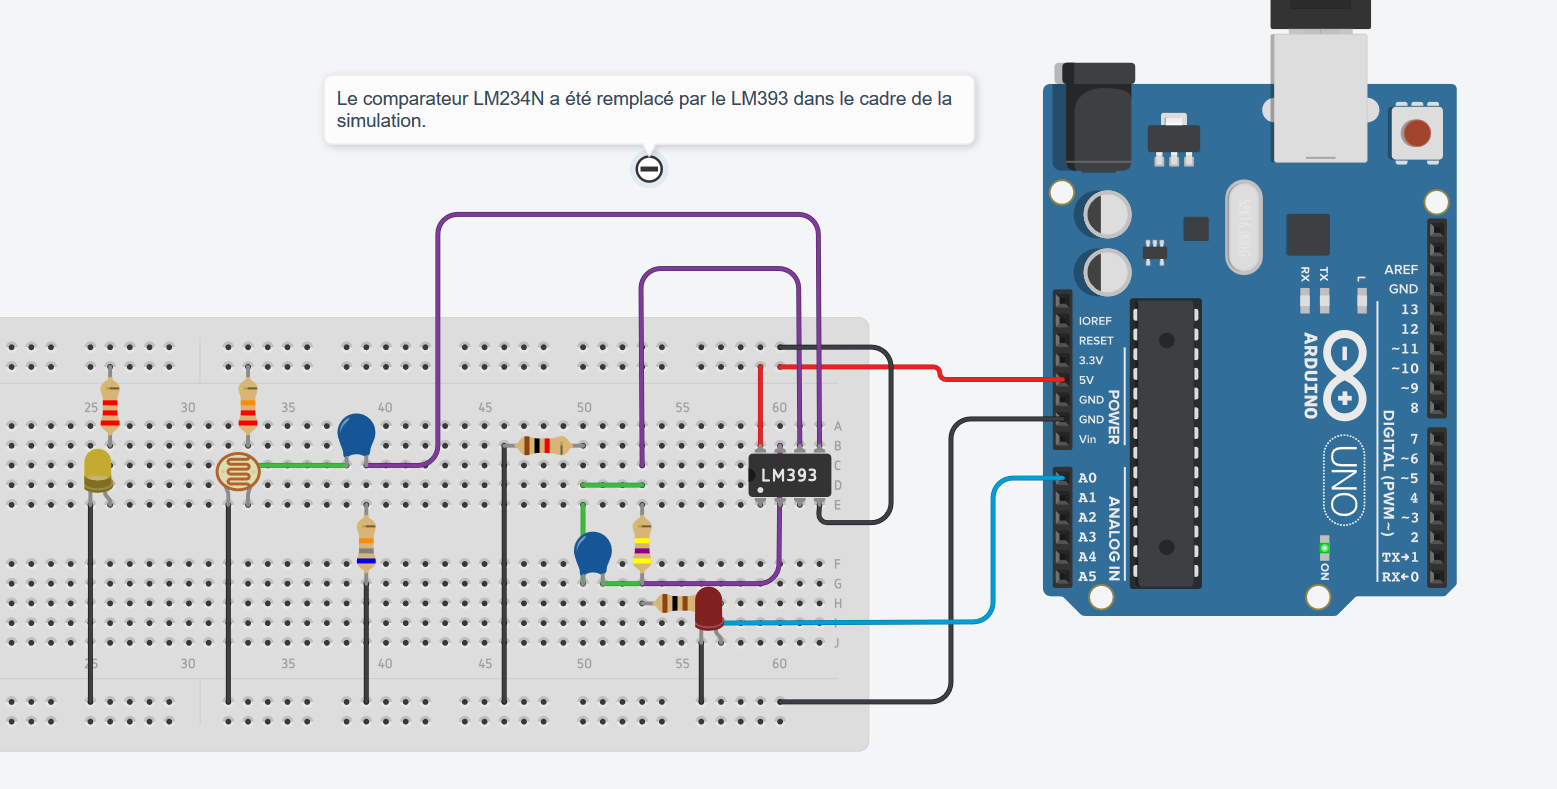 Le comparateur LM234N a été remplacé par le LM393 dans le cadre de la
simulation.
SPK16.000G
RX
TX
L
AREF
GND
13
12
~11
~10
~9
8
7
~6
~5
4
~3
2
TX→1
RX←0
DIGITAL (PWM~)
ARDUINO
UNO
ON
IOREF
RESET
3.3V
5V
GND
GND
Vin
POWER
A0
A1
A2
A3
A4
A5
ANALOG IN
25 30 35 40 45 50 55 60
A
B
C
D
E
LM393
F
G
H
I
J
25 30 35 40 45 50 55 60